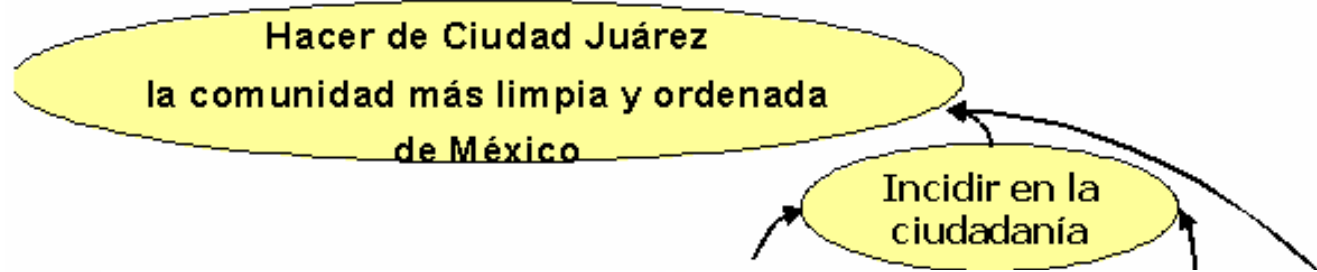 Hacer de Ciudad Juárez
la comunidad más limpia y ordenada
de México
Incidir en la
ciudadanía